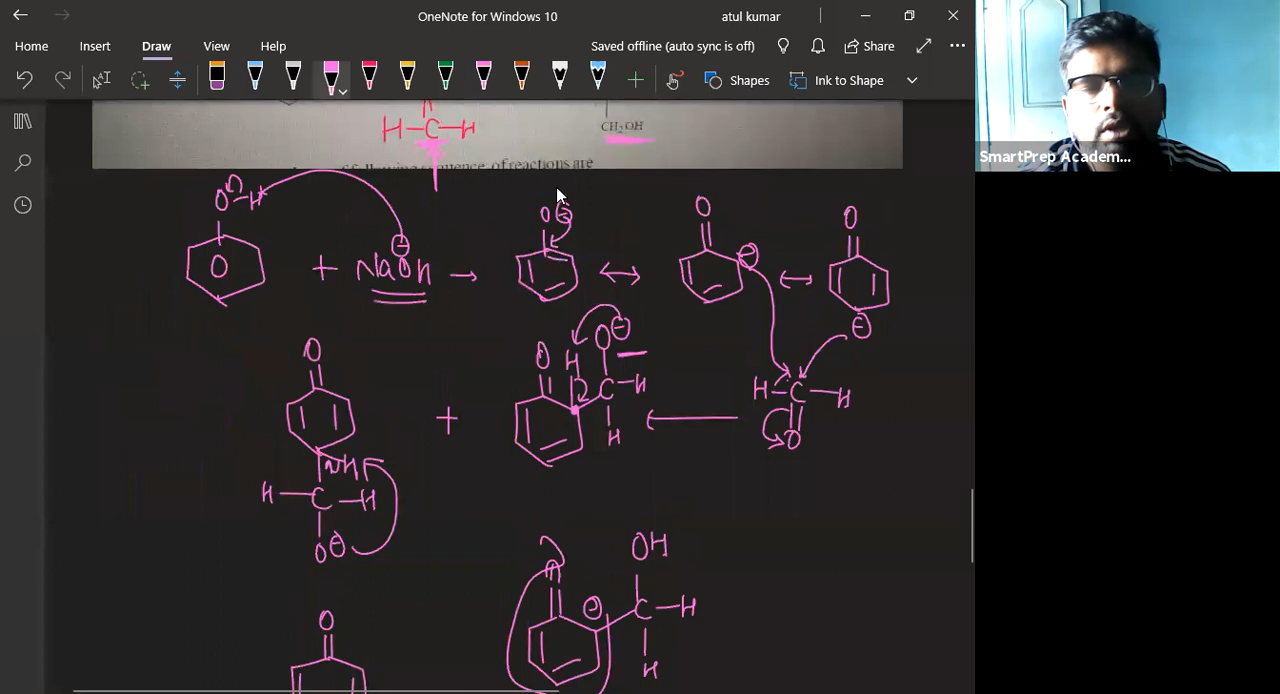 OneNote for Windows 10
atul kumar
Home Insert Draw View Help
Saved offline (auto sync is off)
Share
Shapes
Ink to Shape
H-C-H
CH2OH
following sequence of reactions are
SmartPrep Academ...
O-H
O
+ NaOH → O⊖ ↔ O ⊖ ↔ O ⊖
O
+
O H O⊖
C-H
H
H-C-H
O
H-C-H
O⊖
OH
⊖ C-H
H
O